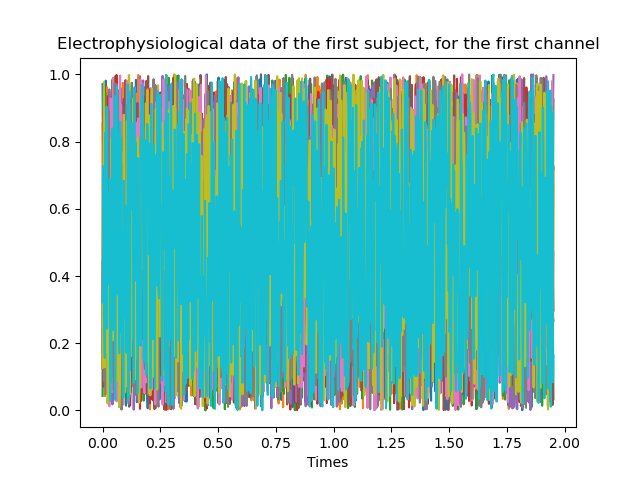 Electrophysiological data of the first subject, for the first channel
1.0
0.8
0.6
0.4
0.2
0.0
0.00 0.25 0.50 0.75 1.00 1.25 1.50 1.75 2.00
Times